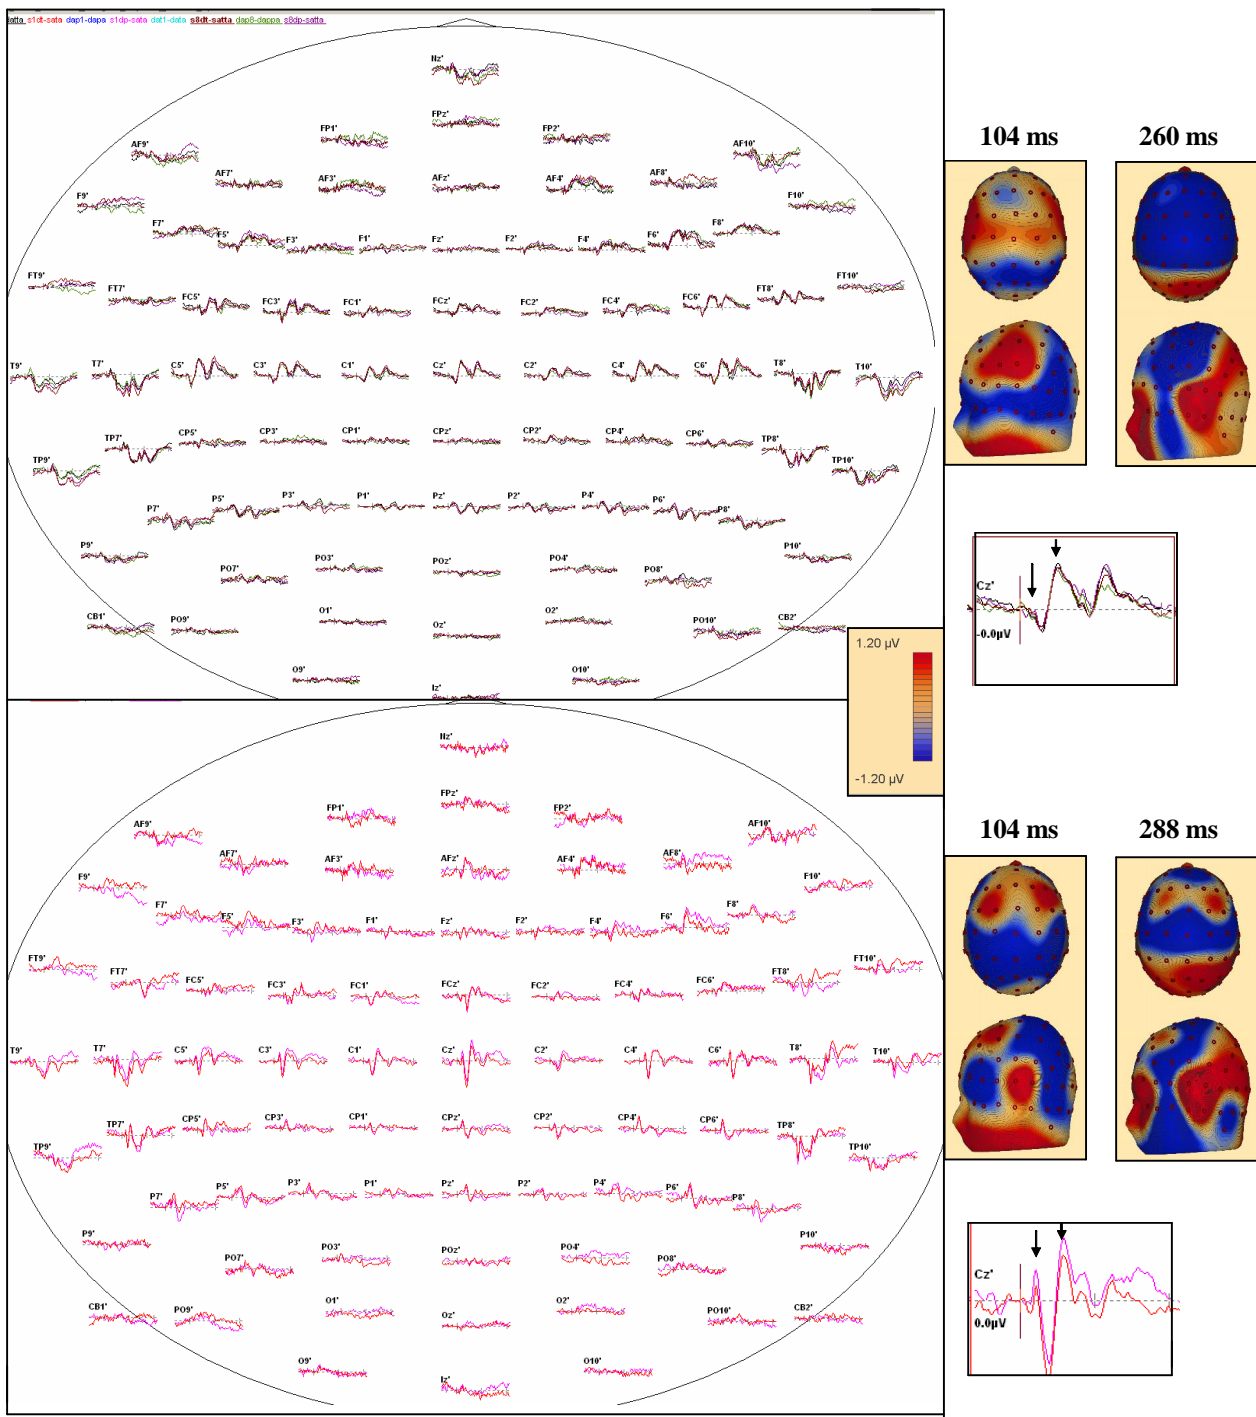 satta s1dt-sata dap1-dapa s1dp-sata dat1-data s8dt-satta dap8-dappa s8dp-satta
Nz'
FPz'
FP1' FP2'
AF9' AF10'
AF7' AF3' AFz' AF4' AF8'
F9' F10'
F7' F5' F3' F1' Fz' F2' F4' F6' F8'
FT9' FT7' FC5' FC3' FC1' FCz' FC2' FC4' FC6' FT8' FT10'
T9' T7' C5' C3' C1' Cz' C2' C4' C6' T8' T10'
TP9' TP7' CP5' CP3' CP1' CPz' CP2' CP4' CP6' TP8' TP10'
P7' P5' P3' P1' Pz' P2' P4' P6' P8'
P9' P10'
PO7' PO3' POz' PO4' PO8'
CB1' PO9' O1' Oz' O2' PO10' CB2'
O9' Iz' O10'
104 ms 260 ms
Cz'
-0.0µV
1.20 µV
-1.20 µV
Nz'
FPz'
FP1' FP2'
AF9' AF10'
AF7' AF3' AFz' AF4' AF8'
F9' F10'
F7' F5' F3' F1' Fz' F2' F4' F6' F8'
FT9' FT7' FC5' FC3' FC1' FCz' FC2' FC4' FC6' FT8' FT10'
T9' T7' C5' C3' C1' Cz' C2' C4' C6' T8' T10'
TP9' TP7' CP5' CP3' CP1' CPz' CP2' CP4' CP6' TP8' TP10'
P7' P5' P3' P1' Pz' P2' P4' P6' P8'
P9' P10'
PO7' PO3' POz' PO4' PO8'
CB1' PO9' O1' Oz' O2' PO10' CB2'
O9' Iz' O10'
104 ms 288 ms
Cz'
0.0µV